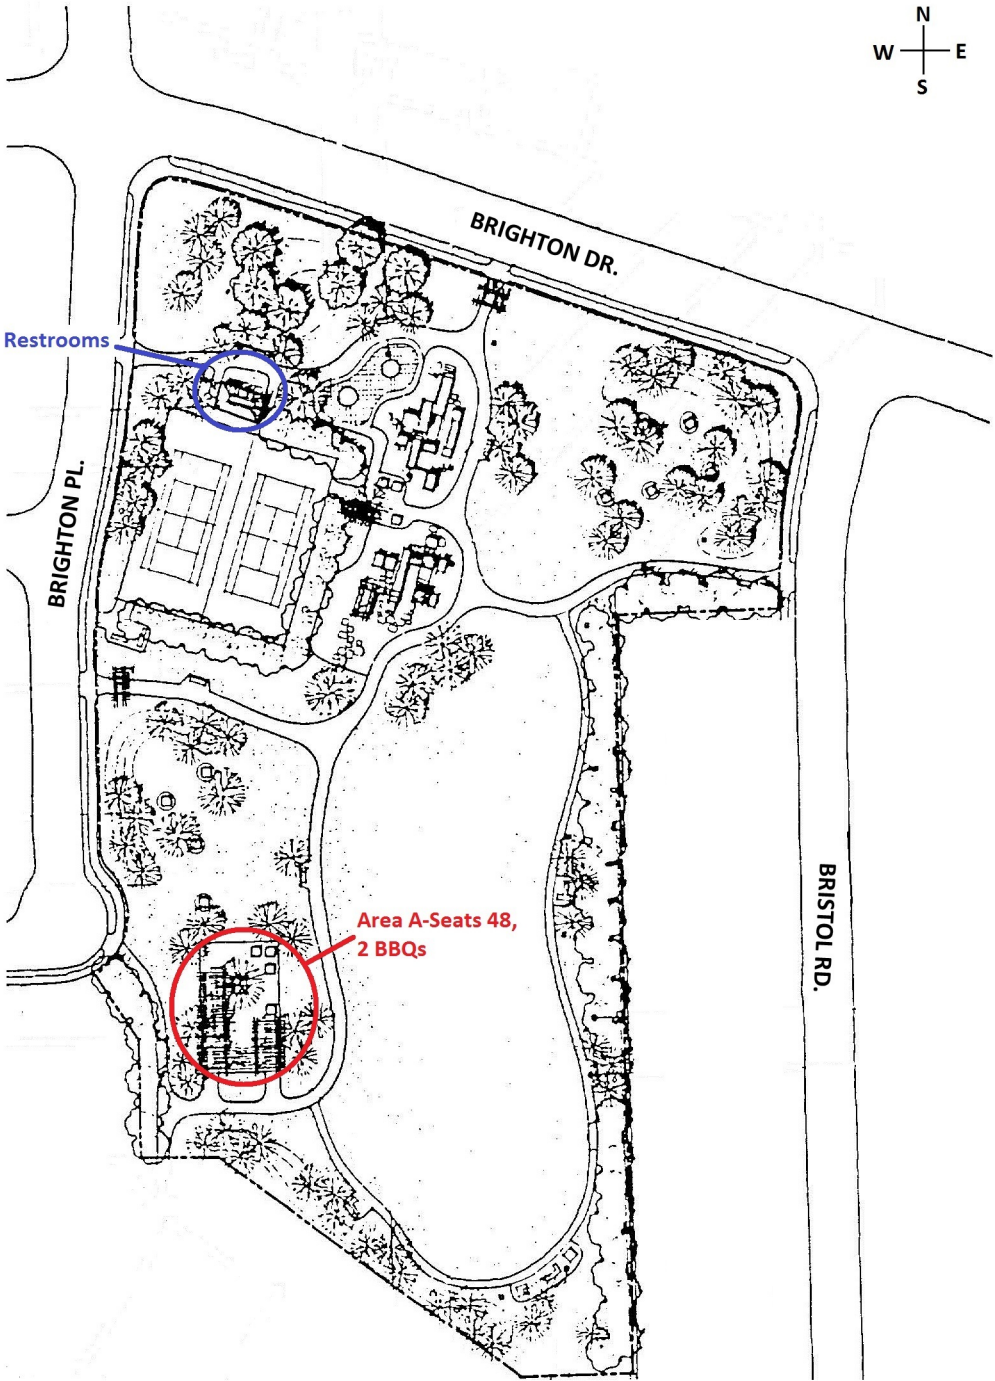 N
W E
S
BRIGHTON DR.
Restrooms
BRIGHTON PL.
Area A-Seats 48,
2 BBQs
BRISTOL RD.